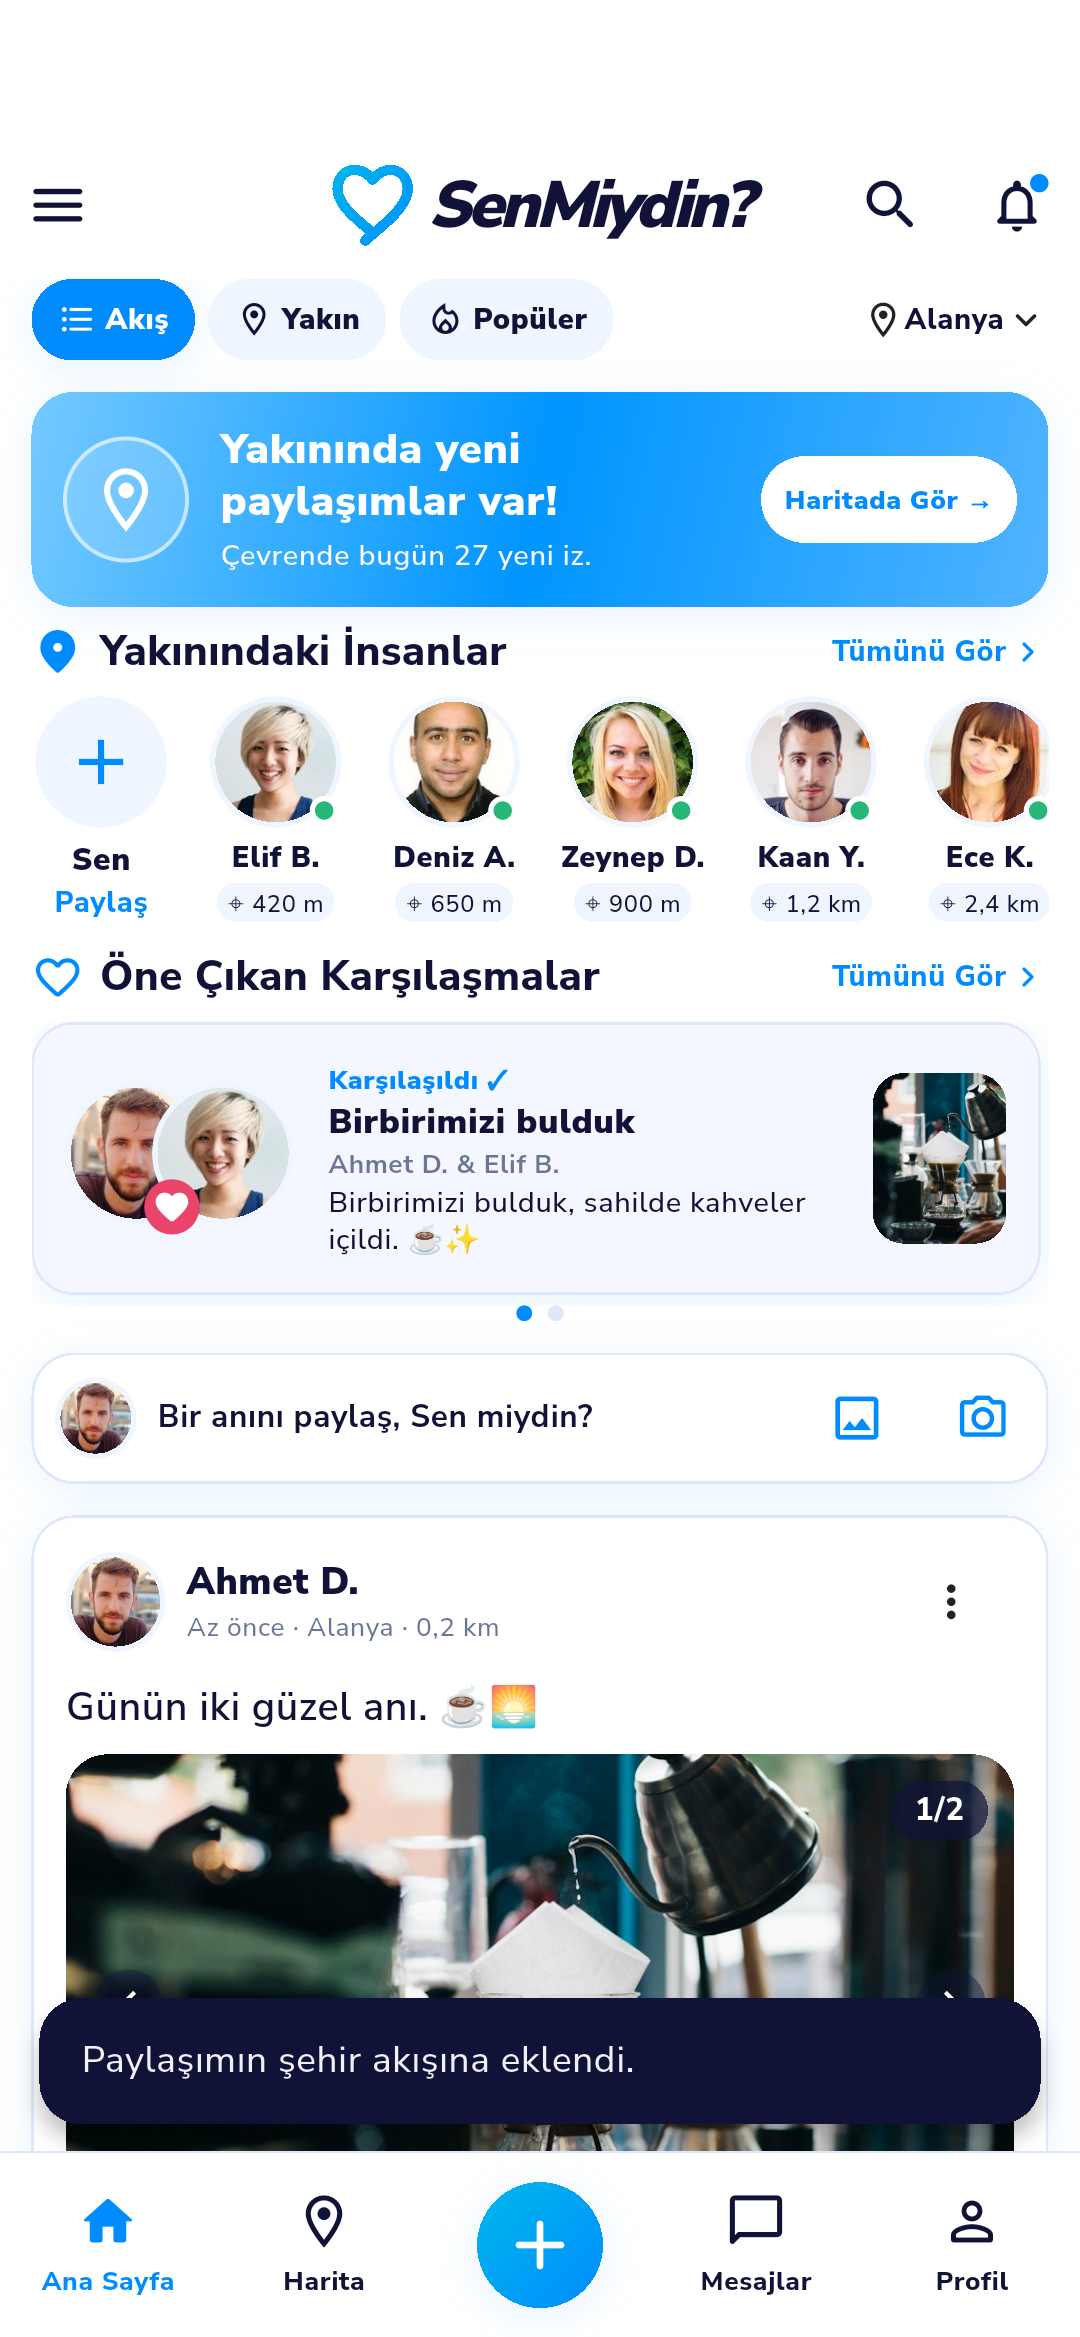 SenMiydin?
Akış
Yakın
Popüler
Alanya
Yakınında yeni
paylaşımlar var!
Çevrende bugün 27 yeni iz.
Haritada Gör →
Yakınındaki İnsanlar
Tümünü Gör
Sen
Paylaş
Elif B.
420 m
Deniz A.
650 m
Zeynep D.
900 m
Kaan Y.
1,2 km
Ece K.
2,4 km
Öne Çıkan Karşılaşmalar
Tümünü Gör
Karşılaşıldı ✓
Birbirimizi bulduk
Ahmet D. & Elif B.
Birbirimizi bulduk, sahilde kahveler
içildi. ☕✨
Bir anını paylaş, Sen miydin?
Ahmet D.
Az önce · Alanya · 0,2 km
Günün iki güzel anı. ☕🌅
1/2
Paylaşımın şehir akışına eklendi.
Ana Sayfa
Harita
Mesajlar
Profil